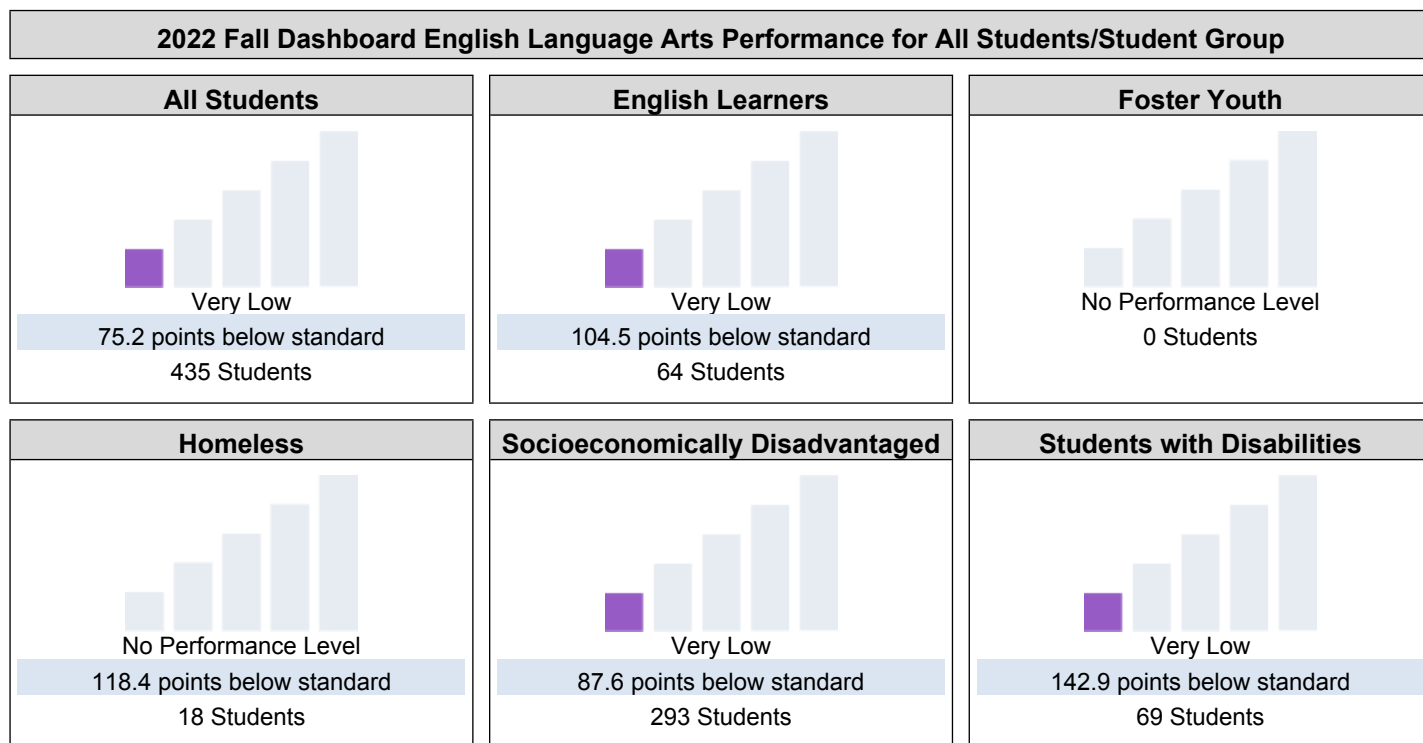 2022 Fall Dashboard English Language Arts Performance for All Students/Student Group
All Students
Very Low
75.2 points below standard
435 Students
English Learners
Very Low
104.5 points below standard
64 Students
Foster Youth
No Performance Level
0 Students
Homeless
No Performance Level
118.4 points below standard
18 Students
Socioeconomically Disadvantaged
Very Low
87.6 points below standard
293 Students
Students with Disabilities
Very Low
142.9 points below standard
69 Students